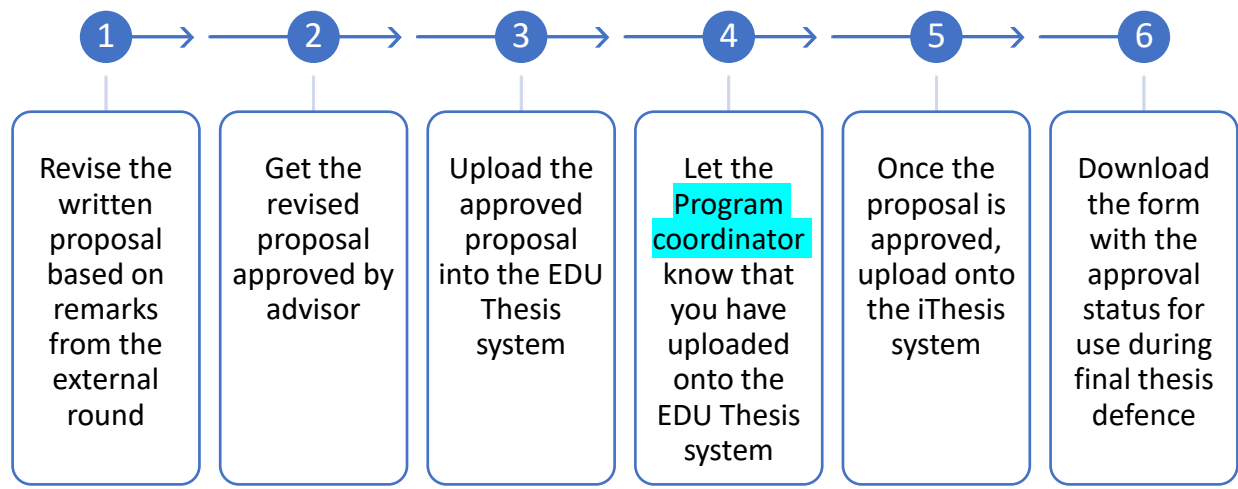 1
2
3
4
5
6
Revise the
written
proposal
based on
remarks
from the
external
round
Get the
revised
proposal
approved by
advisor
Upload the
approved
proposal
into the EDU
Thesis
system
Let the
Program
coordinator
know that
you have
uploaded
onto the
EDU Thesis
system
Once the
proposal is
approved,
upload onto
the iThesis
system
Download
the form
with the
approval
status for
use during
final thesis
defence